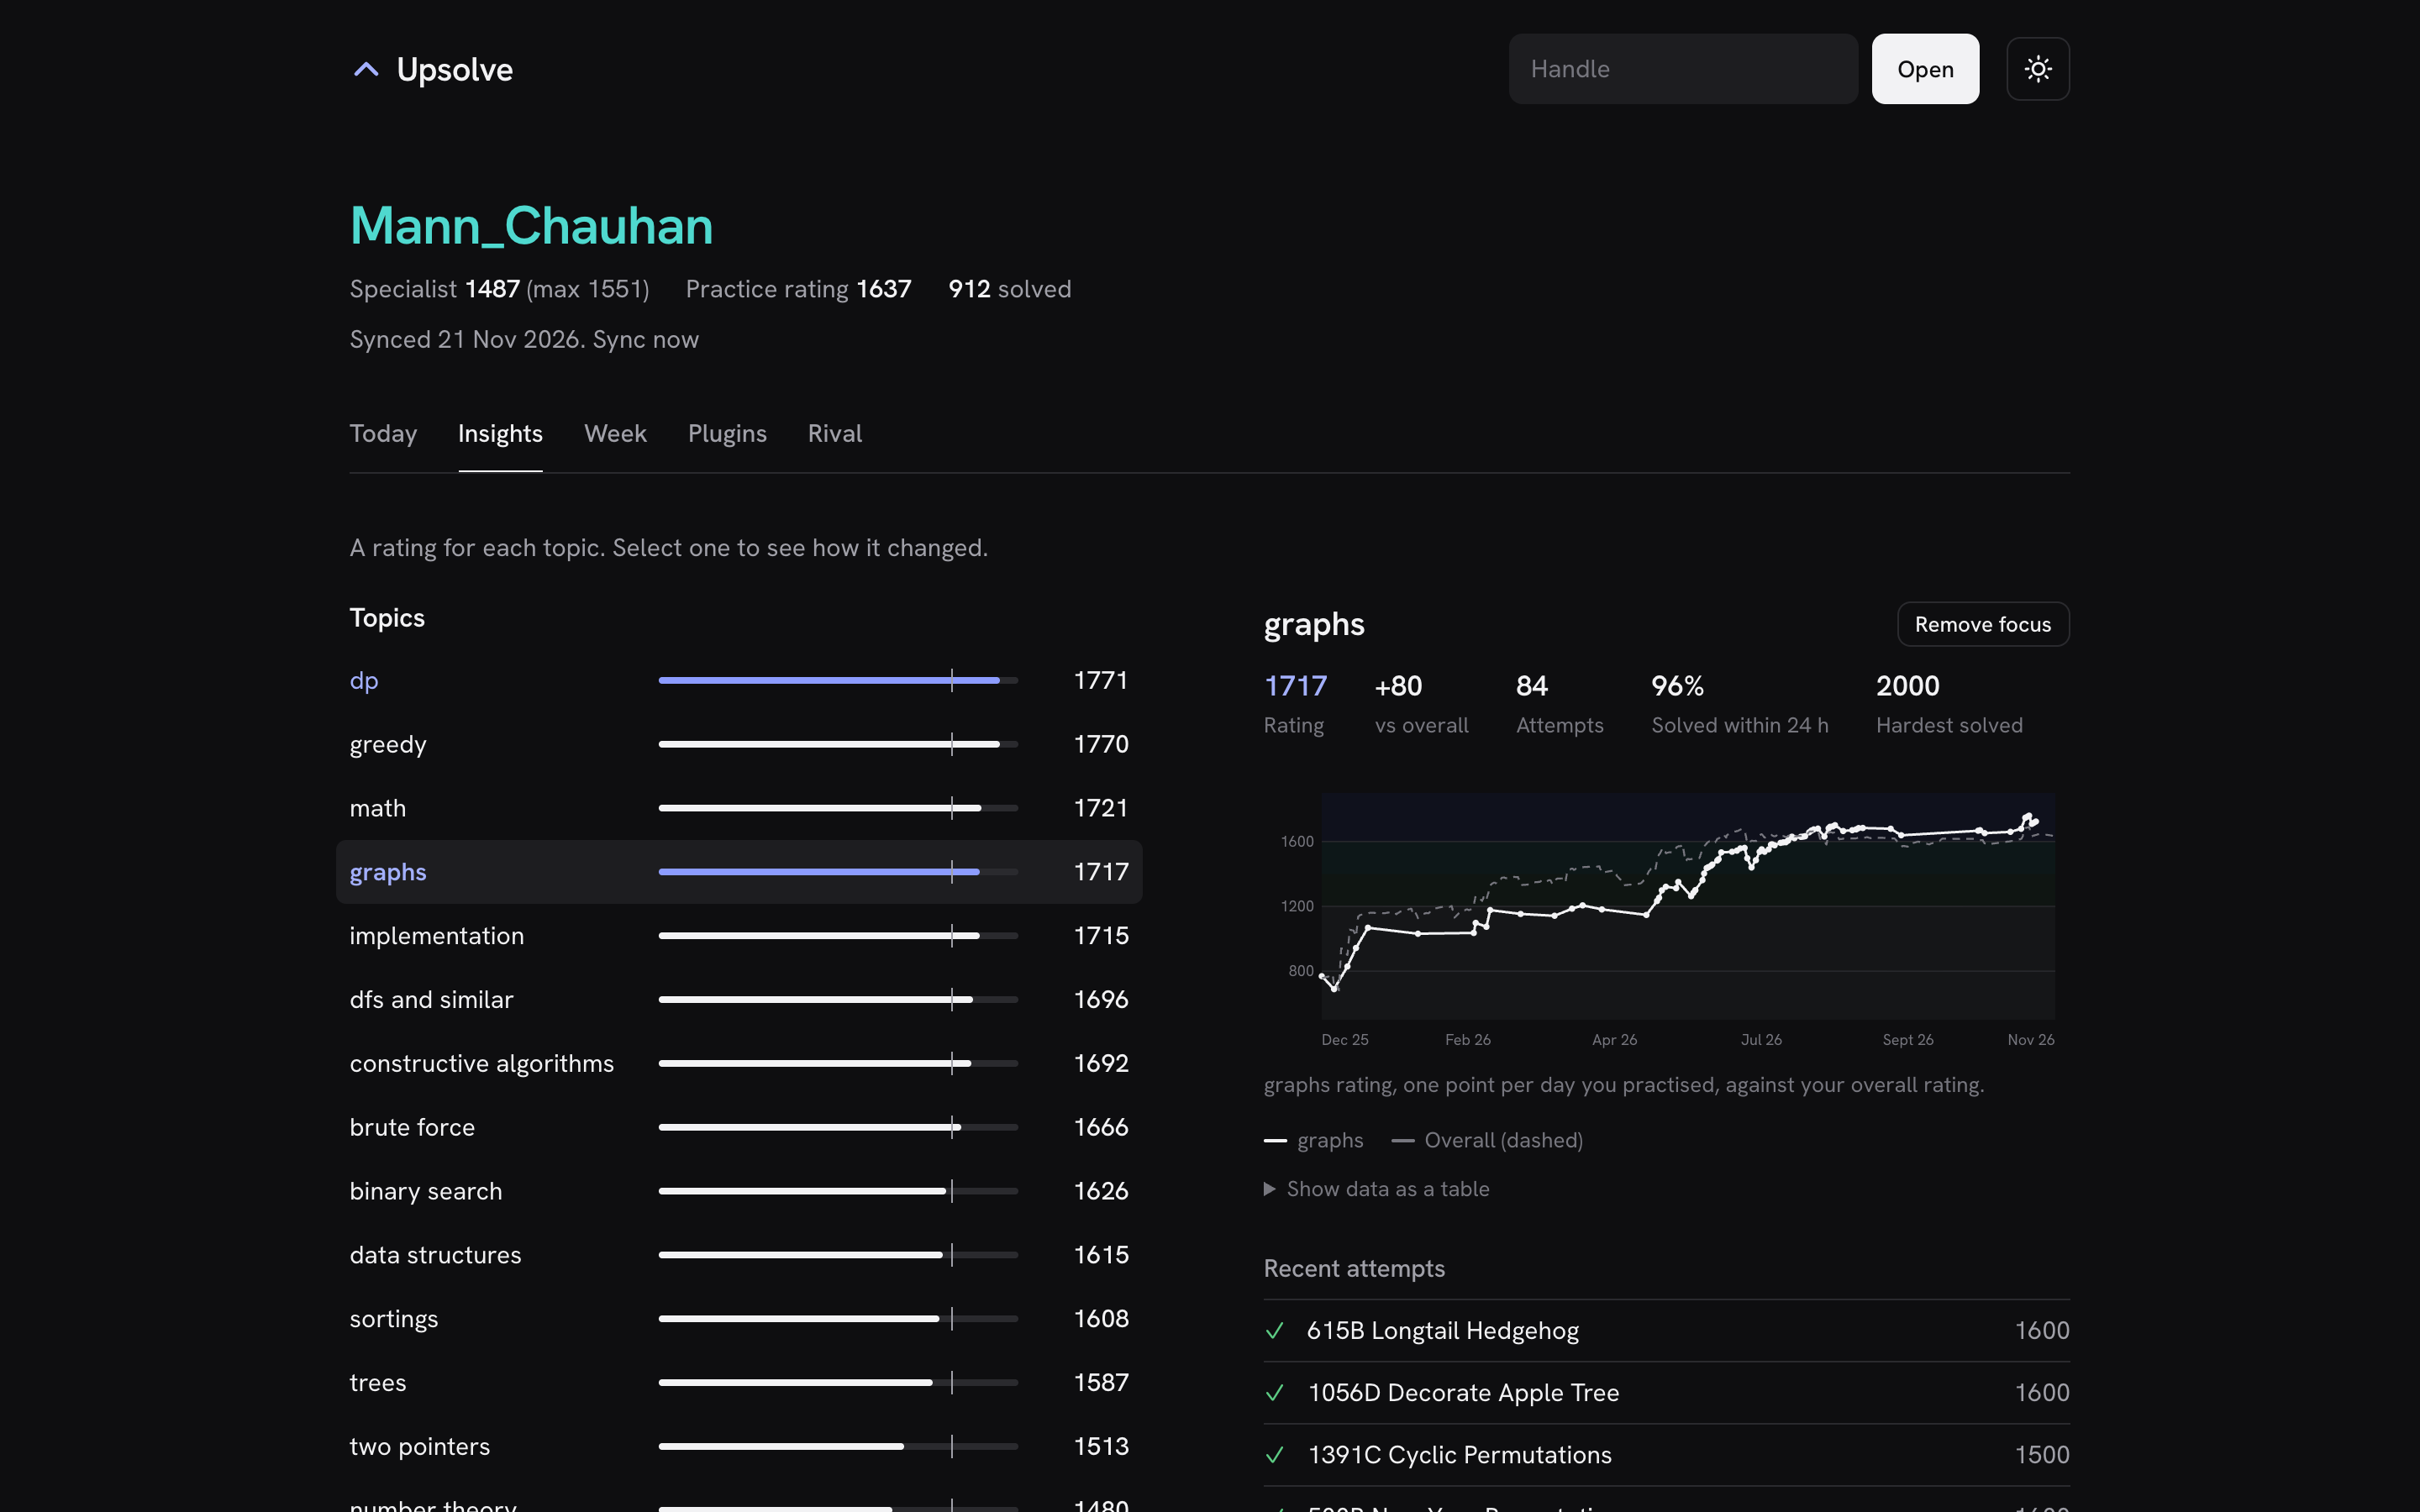 Upsolve
Handle
Open
Mann_Chauhan
Specialist 1487 (max 1551) Practice rating 1637 912 solved
Synced 21 Nov 2026. Sync now
Today Insights Week Plugins Rival
A rating for each topic. Select one to see how it changed.
Topics
dp 1771
greedy 1770
math 1721
graphs 1717
implementation 1715
dfs and similar 1696
constructive algorithms 1692
brute force 1666
binary search 1626
data structures 1615
sortings 1608
trees 1587
two pointers 1513
number theory 1480
graphs
Remove focus
1717 +80 84 96% 2000
Rating vs overall Attempts Solved within 24 h Hardest solved
1600
1200
800
Dec 25 Feb 26 Apr 26 Jul 26 Sept 26 Nov 26
graphs rating, one point per day you practised, against your overall rating.
graphs Overall (dashed)
Show data as a table
Recent attempts
615B Longtail Hedgehog 1600
1056D Decorate Apple Tree 1600
1391C Cyclic Permutations 1500